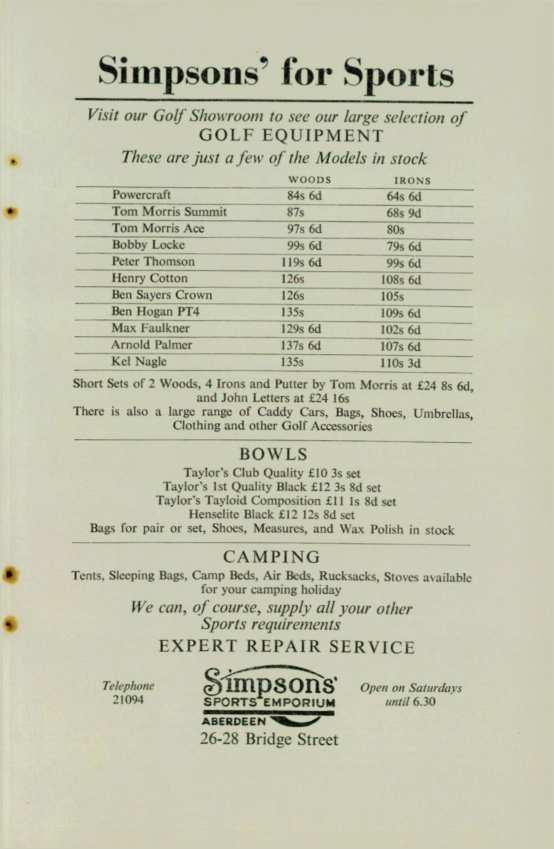 Simpsons' for Sports
Visit our Golf Showroom to see our large selection of
GOLF EQUIPMENT
These are just a few of the Models in stock
WOODS IRONS
Powercraft 84s 6d 64s 6d
Tom Morris Summit 87s 68s 9d
Tom Morris Ace 97s 6d 80s
Bobby Locke 99s 6d 79s 6d
Peter Thomson 119s 6d 99s 6d
Henry Cotton 126s 108s 6d
Ben Sayers Crown 126s 105s
Ben Hogan PT4 135s 109s 6d
Max Faulkner 129s 6d 102s 6d
Arnold Palmer 137s 6d 107s 6d
Kel Nagle 135s 110s 3d
Short Sets of 2 Woods, 4 Irons and Putter by Tom Morris at £24 8s 6d,
and John Letters at £24 16s
There is also a large range of Caddy Cars, Bags, Shoes, Umbrellas,
Clothing and other Golf Accessories
BOWLS
Taylor's Club Quality £10 3s set
Taylor's 1st Quality Black £12 3s 8d set
Taylor's Tayloid Composition £11 1s 8d set
Henselite Black £12 12s 8d set
Bags for pair or set, Shoes, Measures, and Wax Polish in stock
CAMPING
Tents, Sleeping Bags, Camp Beds, Air Beds, Rucksacks, Stoves available
for your camping holiday
We can, of course, supply all your other
Sports requirements
EXPERT REPAIR SERVICE
Telephone
21094
Simpsons'
SPORTS EMPORIUM
ABERDEEN
26-28 Bridge Street
Open on Saturdays
until 6.30